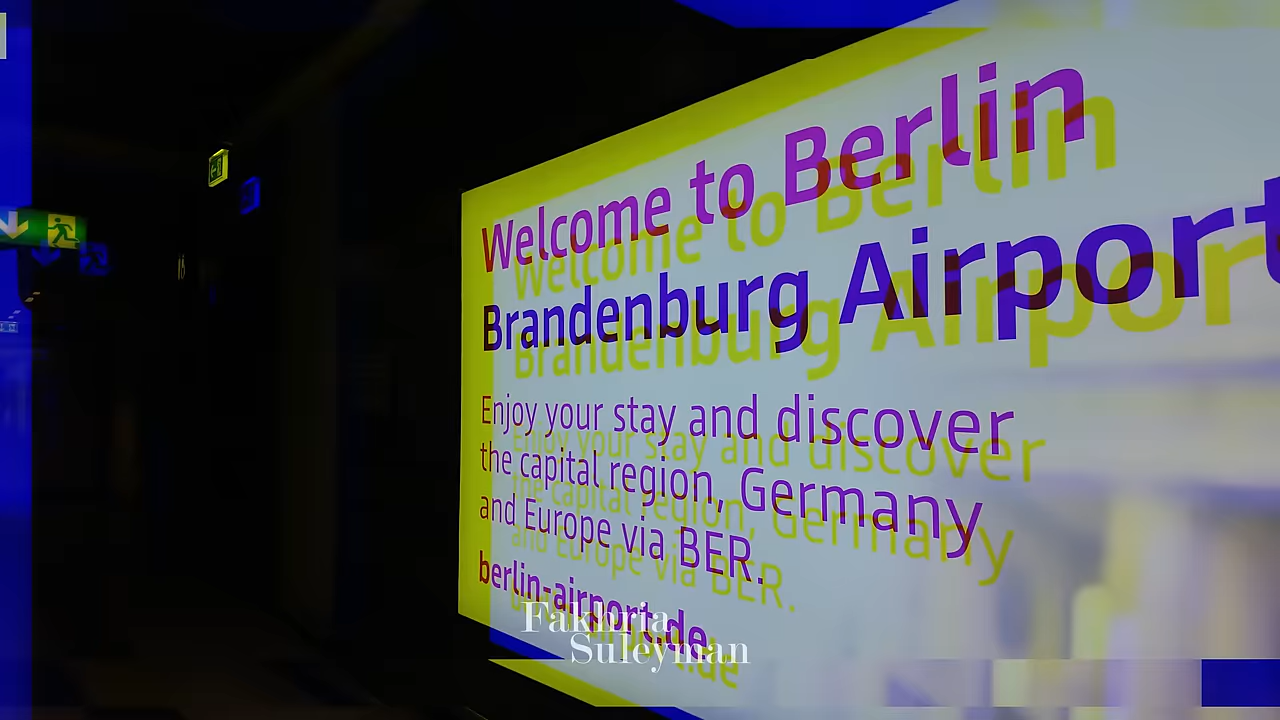 Welcome to Berlin
Brandenburg Airport
Enjoy your stay and discover
the capital region, Germany
and Europe via BER.
berlin-airport.de
Fakhria
Suleyman